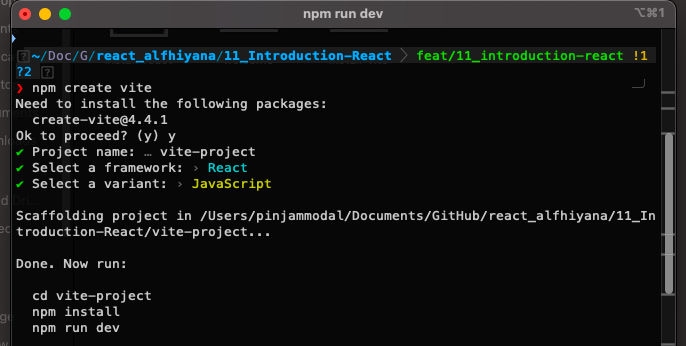 npm run dev
⌥⌘1
~/Doc/G/react_alfhiyana/11_Introduction-React feat/11_introduction-react !1
?2
❯ npm create vite
Need to install the following packages:
create-vite@4.4.1
Ok to proceed? (y) y
✔ Project name: … vite-project
✔ Select a framework: › React
✔ Select a variant: › JavaScript
Scaffolding project in /Users/pinjammodal/Documents/GitHub/react_alfhiyana/11_In
troduction-React/vite-project...
Done. Now run:
cd vite-project
npm install
npm run dev